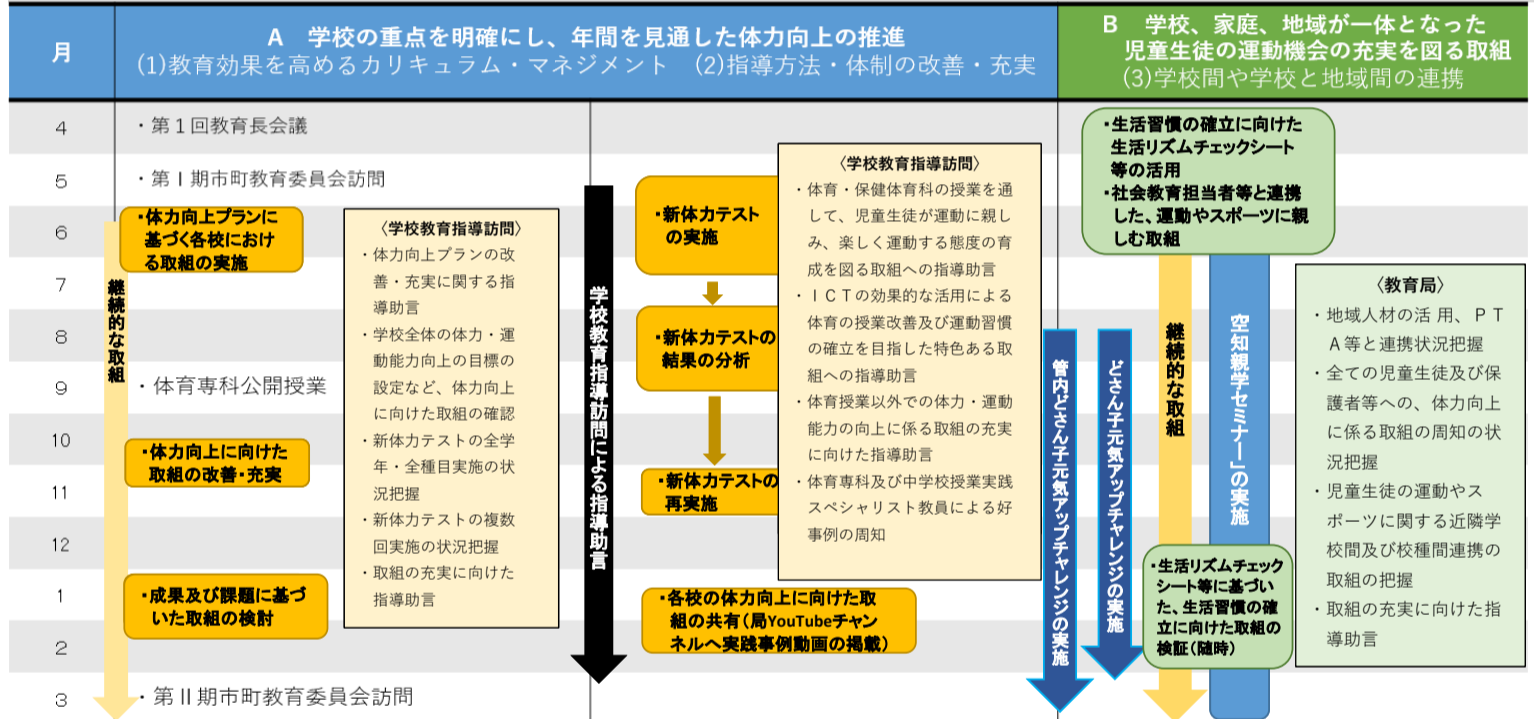 月
A 学校の重点を明確にし、年間を見通した体力向上の推進
(1)教育効果を高めるカリキュラム・マネジメント (2)指導方法・体制の改善・充実
B 学校、家庭、地域が一体となった
児童生徒の運動機会の充実を図る取組
(3)学校間や学校と地域間の連携
4
・第1回教育長会議
5
・第Ⅰ期市町教育委員会訪問
6
7
8
9
・体育専科公開授業
10
11
12
1
2
3
・第Ⅱ期市町教育委員会訪問
継続的な取組
・体力向上プランに
基づく各校におけ
る取組の実施
・体力向上に向けた
取組の改善・充実
・成果及び課題に基づ
いた取組の検討
〈学校教育指導訪問〉
・体力向上プランの改
善・充実に関する指
導助言
・学校全体の体力・運
動能力向上の目標の
設定など、体力向上
に向けた取組の確認
・新体力テストの全学
年・全種目実施の状
況把握
・新体力テストの複数
回実施の状況把握
・取組の充実に向けた
指導助言
学校教育指導訪問による指導助言
・新体力テスト
の実施
・新体力テストの
結果の分析
・新体力テストの
再実施
・各校の体力向上に向けた取
組の共有(局YouTubeチャン
ネルへ実践事例動画の掲載)
〈学校教育指導訪問〉
・体育・保健体育科の授業を通
して、児童生徒が運動に親し
み、楽しく運動する態度の育
成を図る取組への指導助言
・ＩＣＴの効果的な活用による
体育の授業改善及び運動習慣
の確立を目指した特色ある取
組への指導助言
・体育授業以外での体力・運動
能力の向上に係る取組の充実
に向けた指導助言
・体育専科及び中学校授業実践
スペシャリスト教員による好
事例の周知
管内どさん子元気アップチャレンジの実施
どさん子元気アップチャレンジの実施
・生活習慣の確立に向けた
生活リズムチェックシート
等の活用
・社会教育担当者等と連携
した、運動やスポーツに親
しむ取組
継続的な取組
空知親学セミナー」の実施
・生活リズムチェック
シート等に基づい
た、生活習慣の確
立に向けた取組の
検証(随時)
〈教育局〉
・地域人材の活 用、ＰＴ
Ａ等と連携状況把握
・全ての児童生徒及び保
護者等への、体力向上
に係る取組の周知の状
況把握
・児童生徒の運動やス
ポーツに関する近隣学
校間及び校種間連携の
取組の把握
・取組の充実に向けた指
導助言